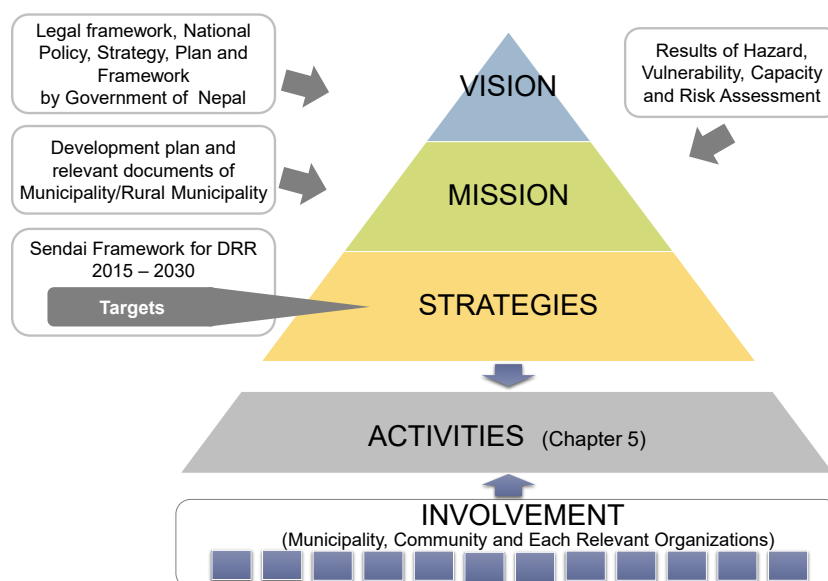 Legal framework, National
Policy, Strategy, Plan and
Framework
by Government of Nepal
Development plan and
relevant documents of
Municipality/Rural Municipality
Sendai Framework for DRR
2015 – 2030
Targets
VISION
MISSION
STRATEGIES
Results of Hazard,
Vulnerability, Capacity
and Risk Assessment
ACTIVITIES (Chapter 5)
INVOLVEMENT
(Municipality, Community and Each Relevant Organizations)